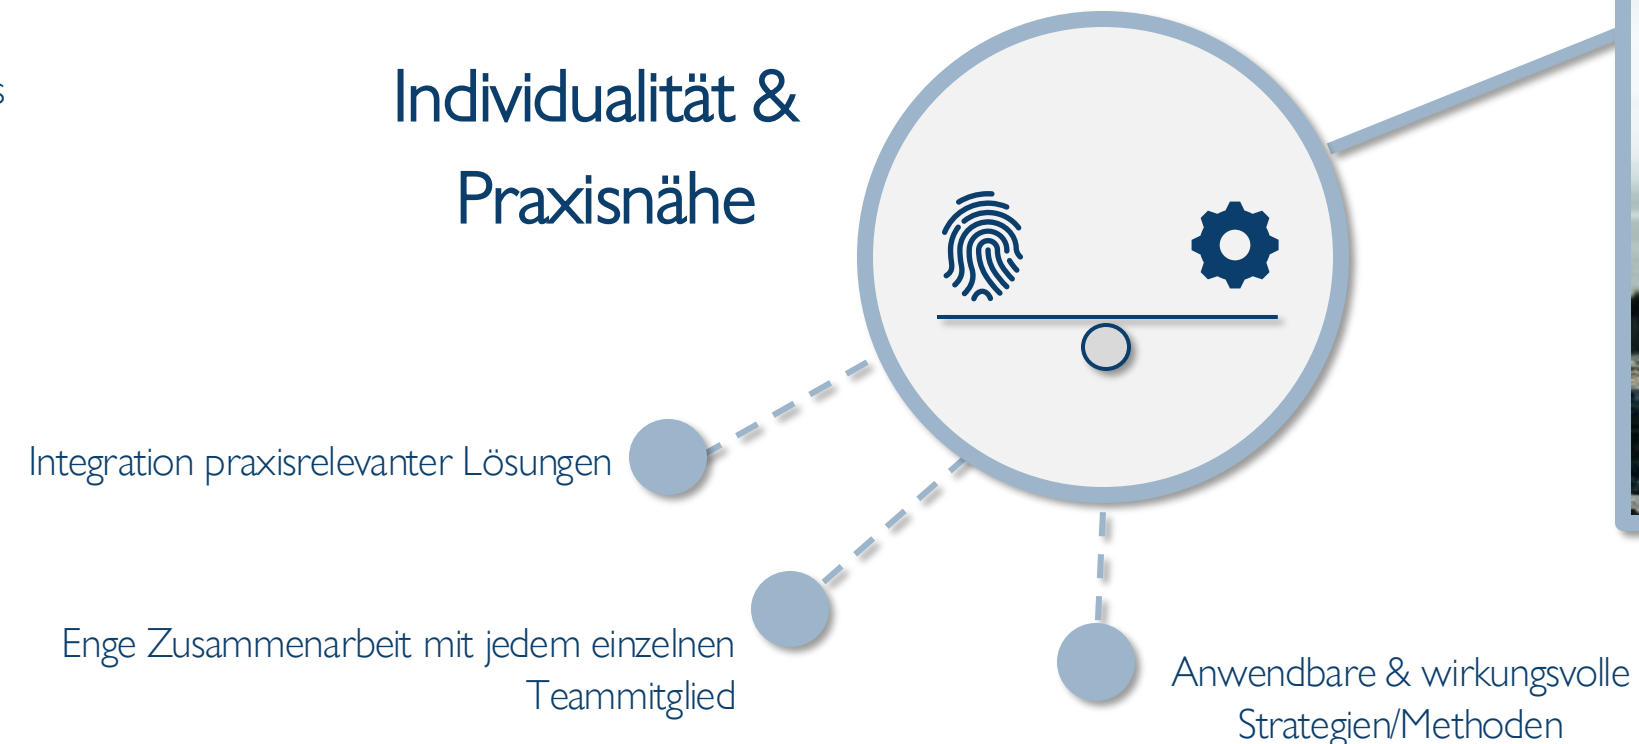 Individualität &
Praxisnähe
Integration praxisrelevanter Lösungen
Enge Zusammenarbeit mit jedem einzelnen
Teammitglied
Anwendbare & wirkungsvolle
Strategien/Methoden